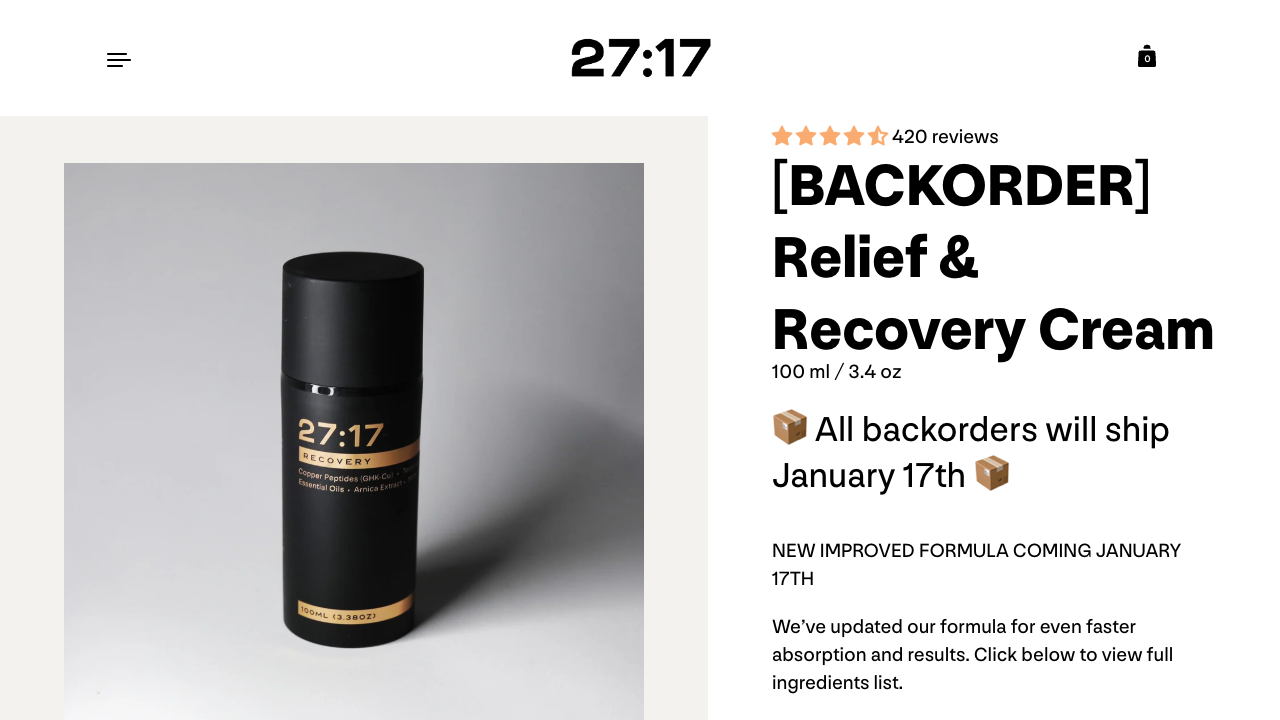 27:17
0
420 reviews
[BACKORDER]
Relief &
Recovery Cream
100 ml / 3.4 oz
📦 All backorders will ship
January 17th 📦
NEW IMPROVED FORMULA COMING JANUARY
17TH
We’ve updated our formula for even faster
absorption and results. Click below to view full
ingredients list.
27:17
RECOVERY
Copper Peptides (GHK-Cu) •
Essential Oils • Arnica Extract •
100ML (3.38OZ)